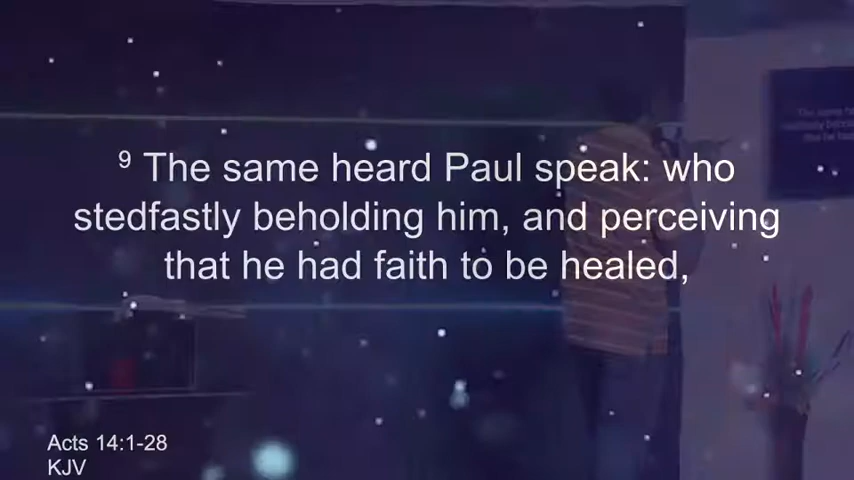 9 The same heard Paul speak: who
stedfastly beholding him, and perceiving
that he had faith to be healed,
Acts 14:1-28
KJV